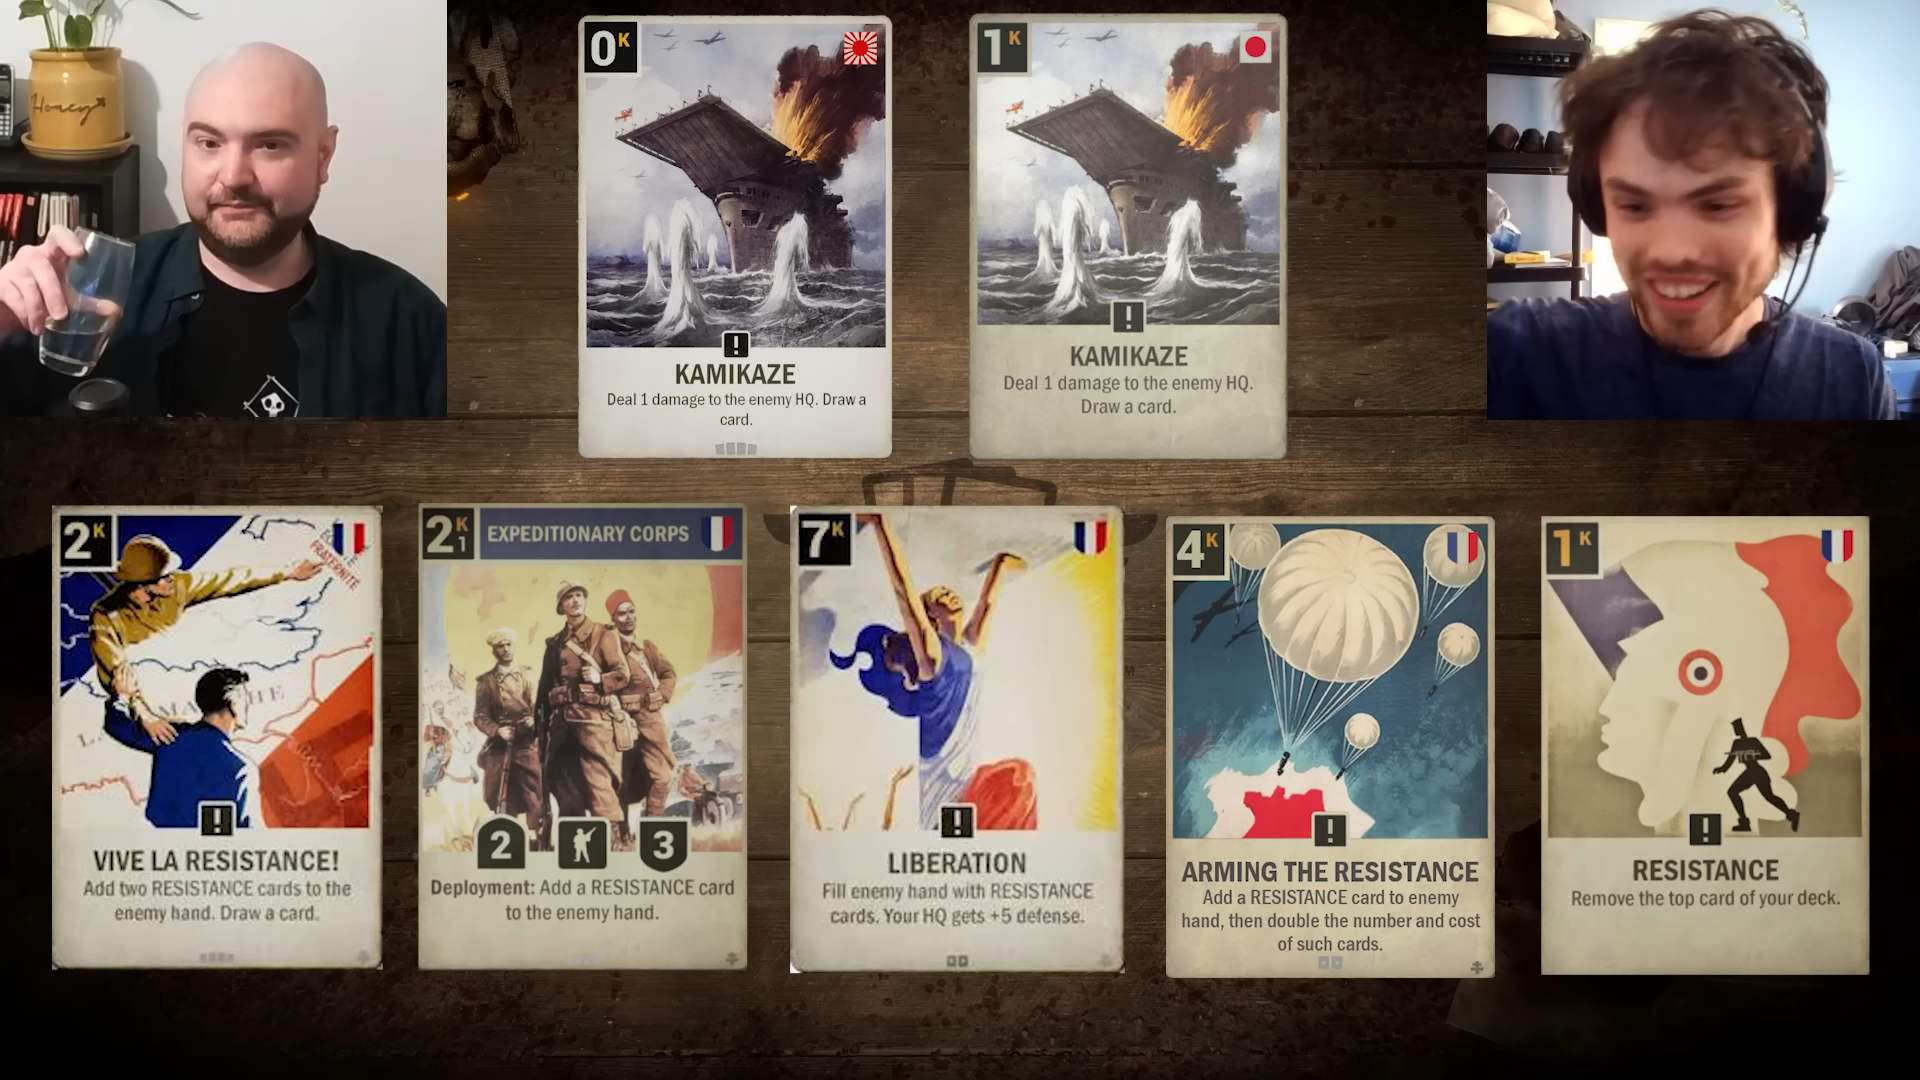 Honey
0K
KAMIKAZE
Deal 1 damage to the enemy HQ. Draw a
card.
1K
KAMIKAZE
Deal 1 damage to the enemy HQ.
Draw a card.
2K
FRATERNITÉ
VIVE LA RESISTANCE!
Add two RESISTANCE cards to the
enemy hand. Draw a card.
2K
1
EXPEDITIONARY CORPS
2
3
Deployment: Add a RESISTANCE card
to the enemy hand.
7K
LIBERATION
Fill enemy hand with RESISTANCE
cards. Your HQ gets +5 defense.
4K
ARMING THE RESISTANCE
Add a RESISTANCE card to enemy
hand, then double the number and cost
of such cards.
1K
RESISTANCE
Remove the top card of your deck.